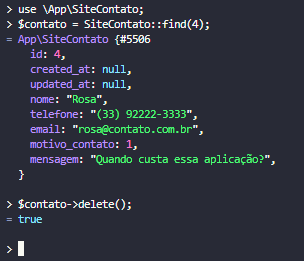 > use \App\SiteContato;
> $contato = SiteContato::find(4);
= App\SiteContato {#5506
id: 4,
created_at: null,
updated_at: null,
nome: "Rosa",
telefone: "(33) 92222-3333",
email: "rosa@contato.com.br",
motivo_contato: 1,
mensagem: "Quando custa essa aplicação?",
}
> $contato->delete();
= true
>